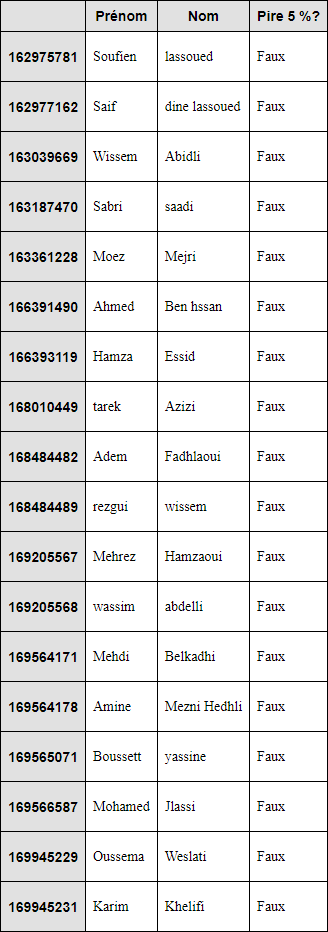 Prénom Nom Pire 5 %?
162975781 Soufien lassoued Faux
162977162 Saif dine lassoued Faux
163039669 Wissem Abidli Faux
163187470 Sabri saadi Faux
163361228 Moez Mejri Faux
166391490 Ahmed Ben hssan Faux
166393119 Hamza Essid Faux
168010449 tarek Azizi Faux
168484482 Adem Fadhlaoui Faux
168484489 rezgui wissem Faux
169205567 Mehrez Hamzaoui Faux
169205568 wassim abdelli Faux
169564171 Mehdi Belkadhi Faux
169564178 Amine Mezni Hedhli Faux
169565071 Boussett yassine Faux
169566587 Mohamed Jlassi Faux
169945229 Oussema Weslati Faux
169945231 Karim Khelifi Faux